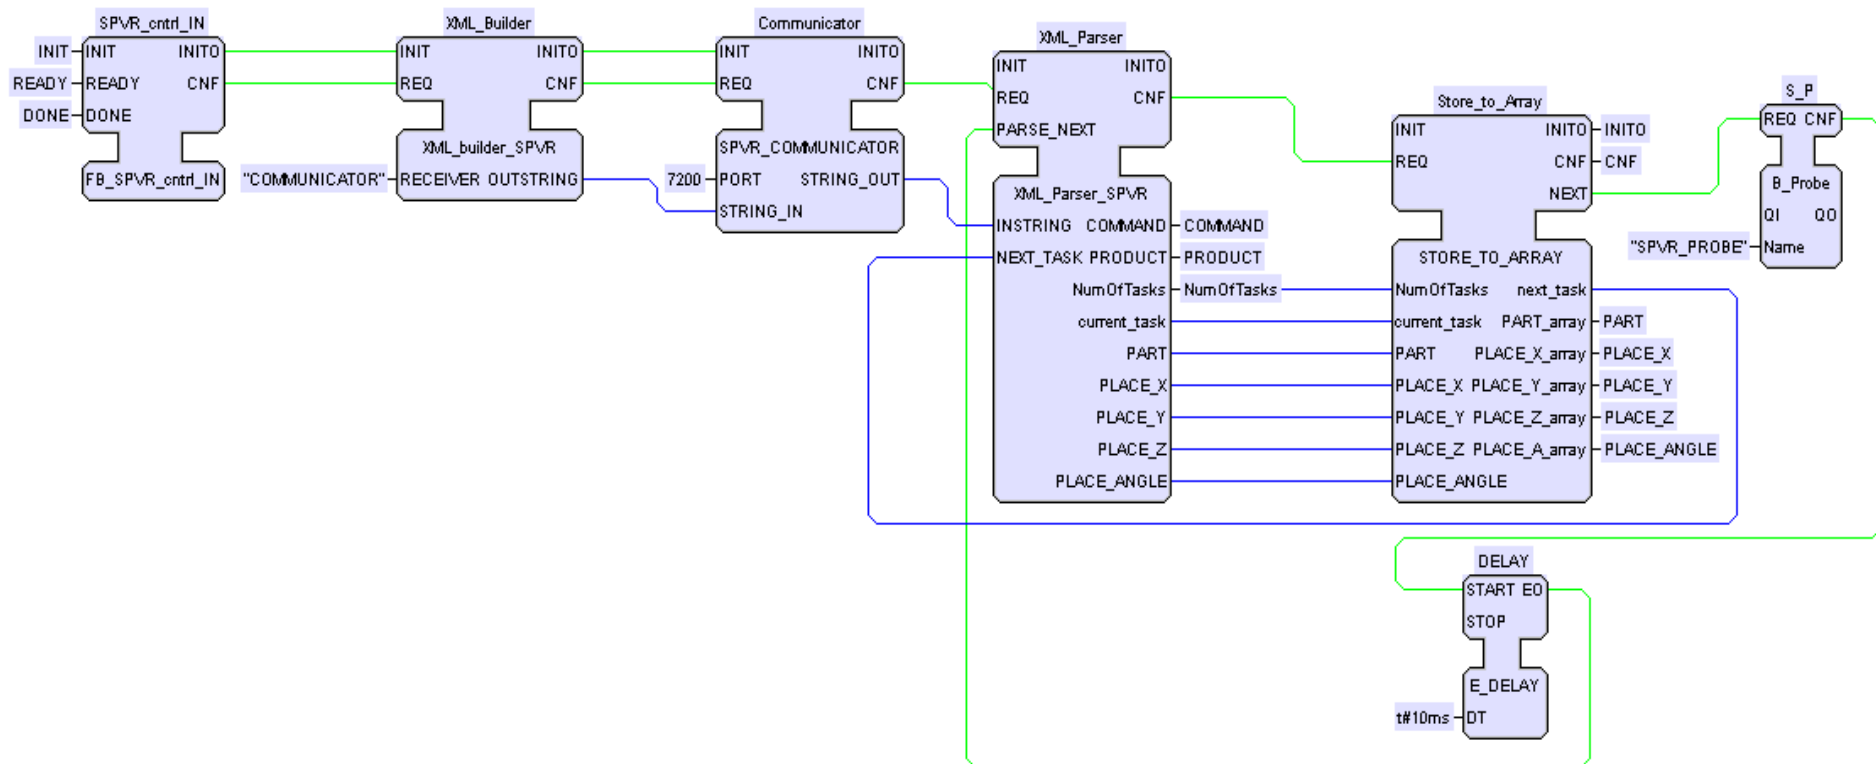 SPVR_cntrl_IN
INIT
READY
DONE
INIT INITO
READY CNF
DONE
FB_SPVR_cntrl_IN
XML_Builder
INIT INITO
REQ CNF
XML_builder_SPVR
"COMMUNICATOR"
RECEIVER OUTSTRING
Communicator
INIT INITO
REQ CNF
SPVR_COMMUNICATOR
7200
PORT STRING_OUT
STRING_IN
XML_Parser
INIT INITO
REQ CNF
PARSE_NEXT
XML_Parser_SPVR
INSTRING COMMAND
COMMAND
NEXT_TASK PRODUCT
PRODUCT
NumOfTasks
NumOfTasks
current_task
PART
PLACE_X
PLACE_Y
PLACE_Z
PLACE_ANGLE
Store_to_Array
INIT INITO
INITO
REQ CNF
CNF
NEXT
STORE_TO_ARRAY
NumOfTasks next_task
current_task PART_array
PART
PART PLACE_X_array
PLACE_X
PLACE_X PLACE_Y_array
PLACE_Y
PLACE_Y PLACE_Z_array
PLACE_Z
PLACE_Z PLACE_A_array
PLACE_ANGLE
PLACE_ANGLE
S_P
REQ CNF
B_Probe
QI QO
"SPVR_PROBE"
Name
DELAY
START EO
STOP
E_DELAY
t#10ms
DT